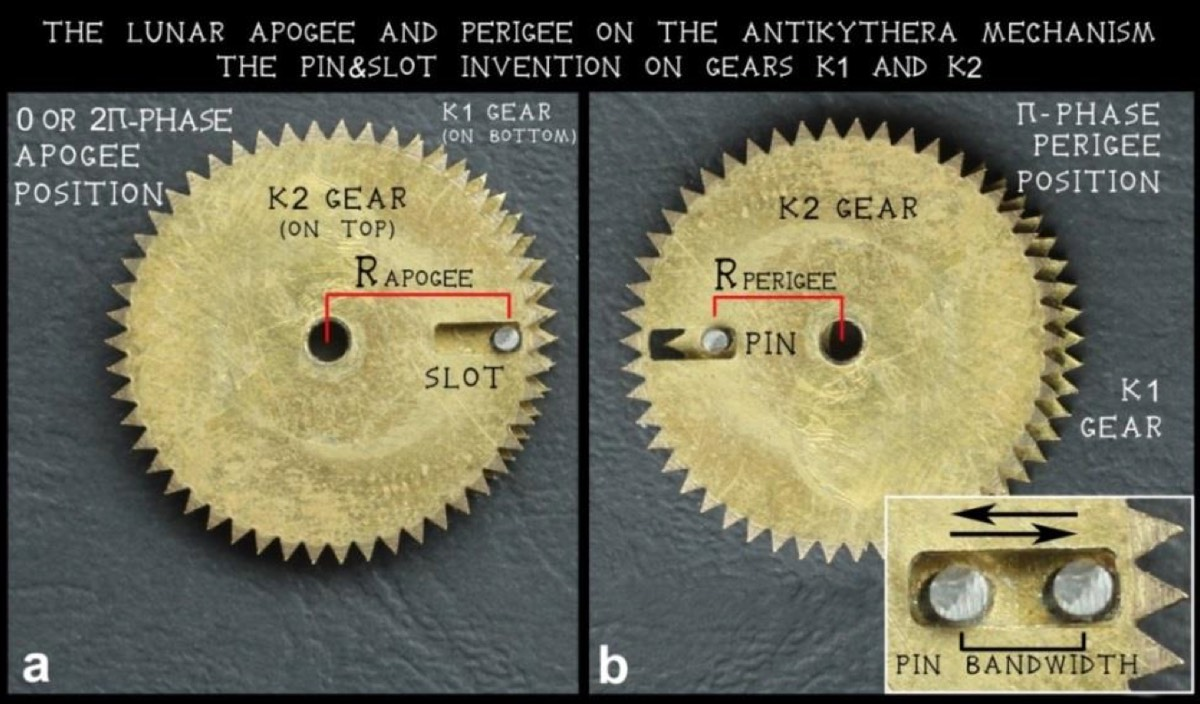 THE LUNAR APOGEE AND PERIGEE ON THE ANTIKYTHERA MECHANISM
THE PIN&SLOT INVENTION ON GEARS K1 AND K2
0 OR 2Π-PHASE
APOGEE
POSITION
K1 GEAR
(ON BOTTOM)
K2 GEAR
(ON TOP)
R APOGEE
SLOT
a
Π-PHASE
PERIGEE
POSITION
K2 GEAR
R PERIGEE
PIN
K1
GEAR
b
PIN BANDWIDTH